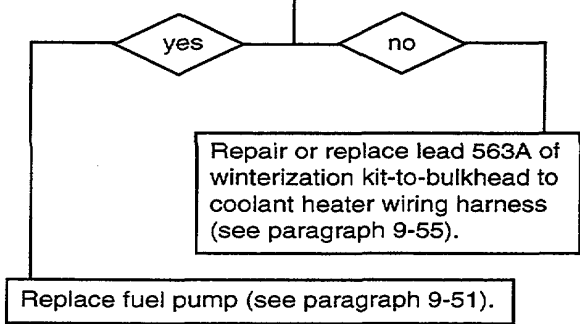 yes
no
Repair or replace lead 563A of
winterization kit-to-bulkhead to
coolant heater wiring harness
(see paragraph 9-55).
Replace fuel pump (see paragraph 9-51).